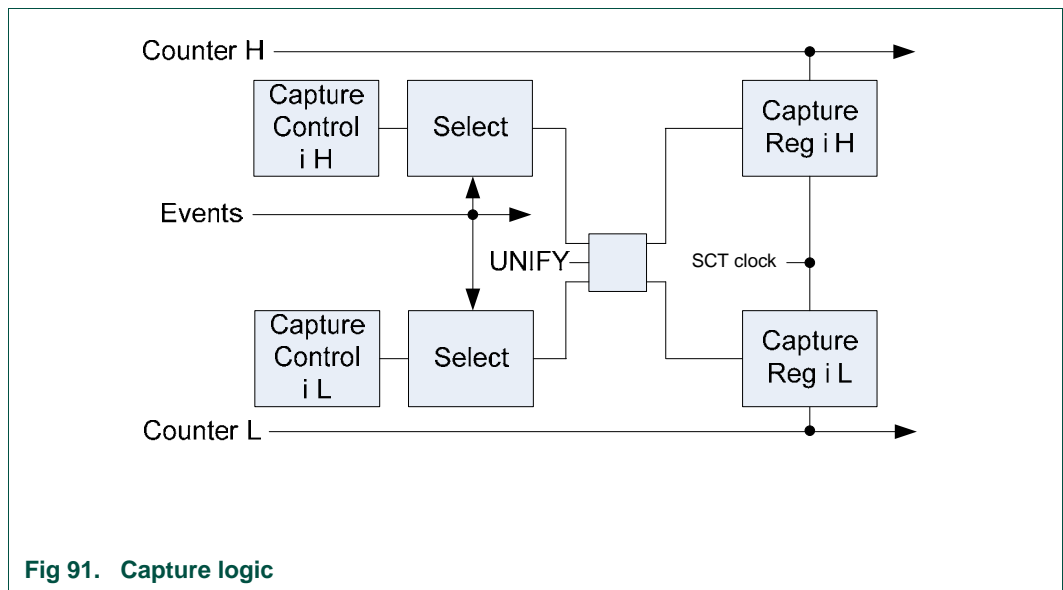 Counter H
Capture
Control
i H
Select
Capture
Reg i H
Events
UNIFY
SCT clock
Capture
Control
i L
Select
Capture
Reg i L
Counter L
Fig 91. Capture logic